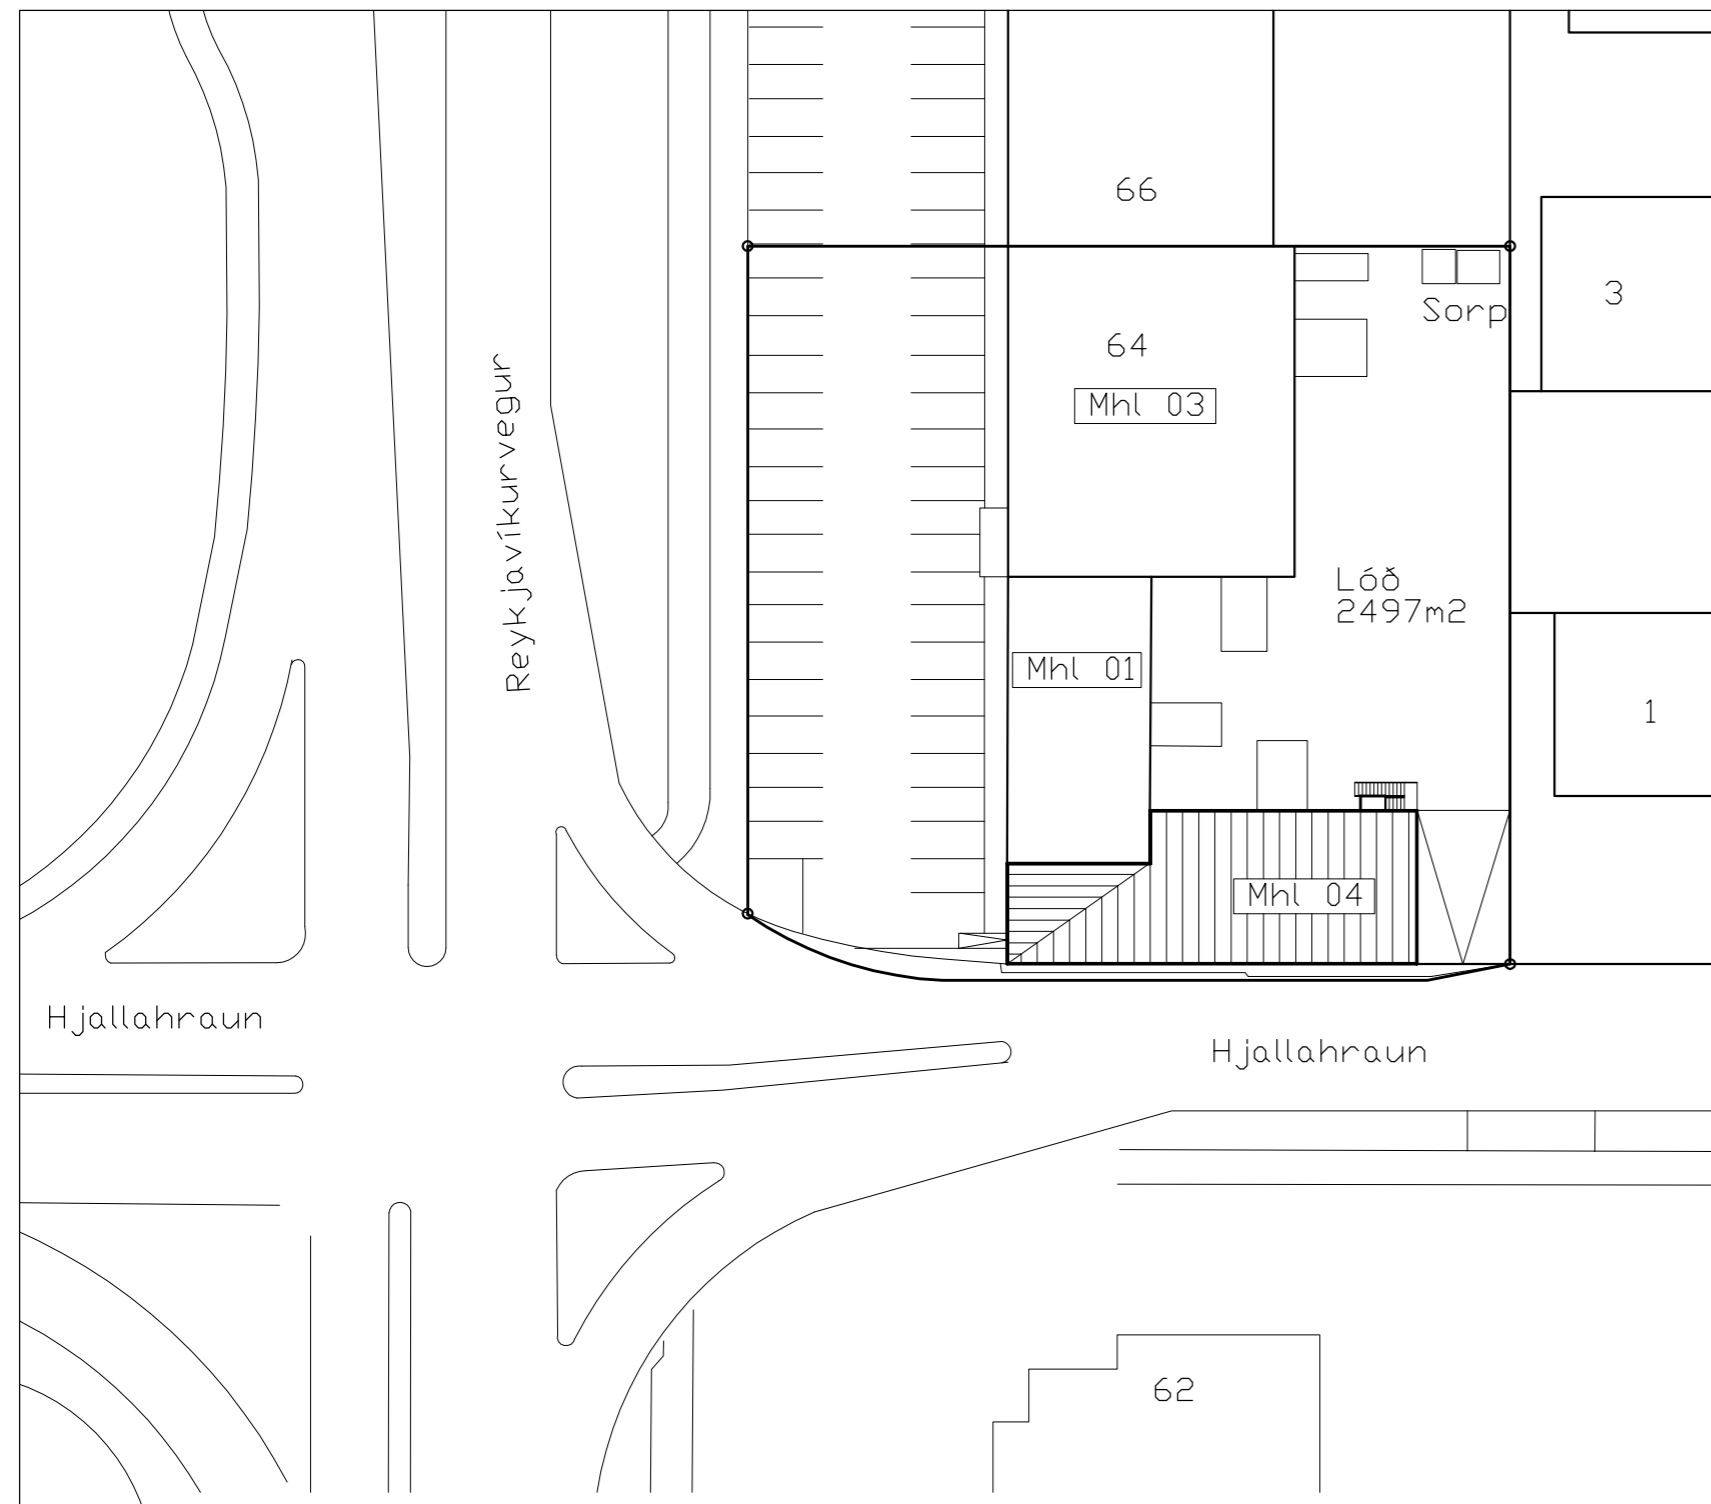 66
Sorp
3
64
Mhl 03
Reykjavíkurvegur
Lóð
2497m2
Mhl 01
1
Mhl 04
Hjallahraun
Hjallahraun
62